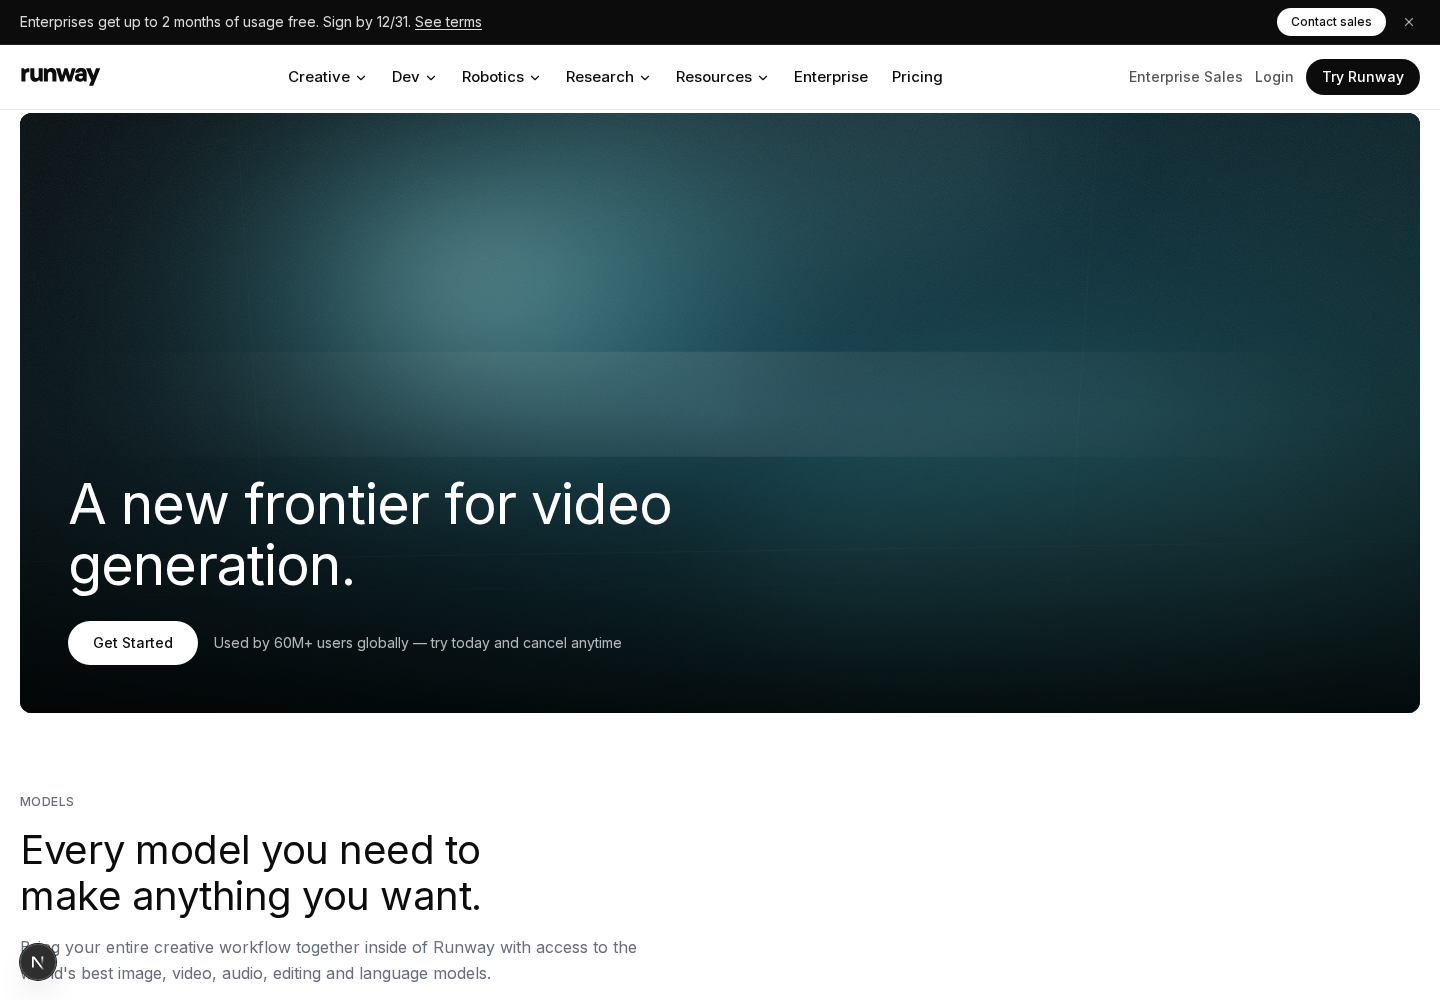 Enterprises get up to 2 months of usage free. Sign by 12/31. See terms
Contact sales
runway
Creative
Dev
Robotics
Research
Resources
Enterprise
Pricing
Enterprise Sales
Login
Try Runway
A new frontier for video
generation.
Get Started
Used by 60M+ users globally — try today and cancel anytime
MODELS
Every model you need to
make anything you want.
your entire creative workflow together inside of Runway with access to the
best image, video, audio, editing and language models.
N